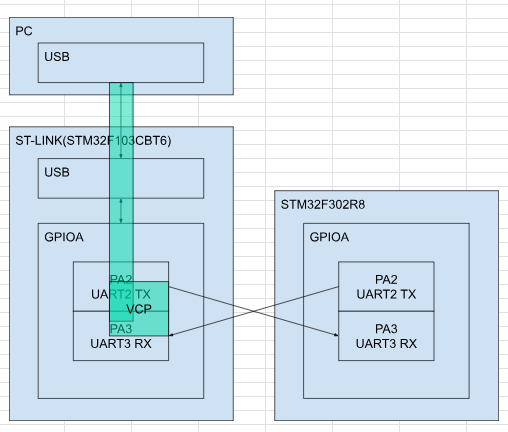 PC
USB
ST-LINK(STM32F103CBT6)
USB
GPIOA
PA2
UART2 TX
VCP
PA3
UART3 RX
STM32F302R8
GPIOA
PA2
UART2 TX
PA3
UART3 RX